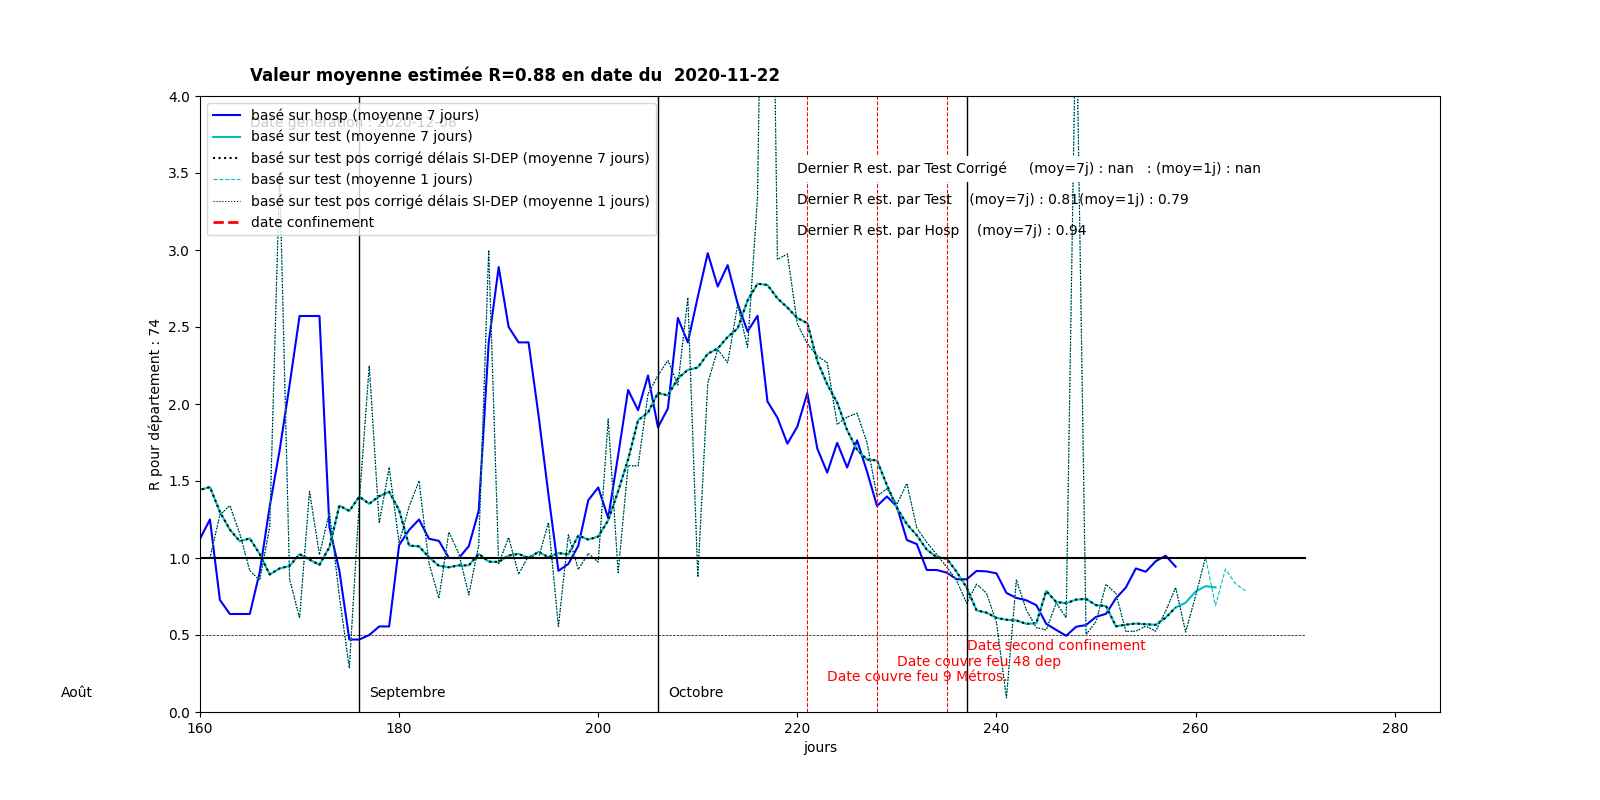 Valeur moyenne estimée R=0.88 en date du  2020-11-22
basé sur hosp (moyenne 7 jours)
Date génération : 2020-12-08
basé sur test (moyenne 7 jours)
basé sur test pos corrigé délais SI-DEP (moyenne 7 jours)
basé sur test (moyenne 1 jours)
basé sur test pos corrigé délais SI-DEP (moyenne 1 jours)
date confinement
Dernier R est. par Test Corrigé     (moy=7j) : nan   : (moy=1j) : nan
Dernier R est. par Test    (moy=7j) : 0.81(moy=1j) : 0.79
Dernier R est. par Hosp    (moy=7j) : 0.94
4.0
3.5
3.0
2.5
2.0
1.5
1.0
0.5
0.0
R pour département : 74
Date second confinement
Date couvre feu 48 dep
Date couvre feu 9 Métros
Août
Septembre
Octobre
160 180 200 220 240 260 280
jours